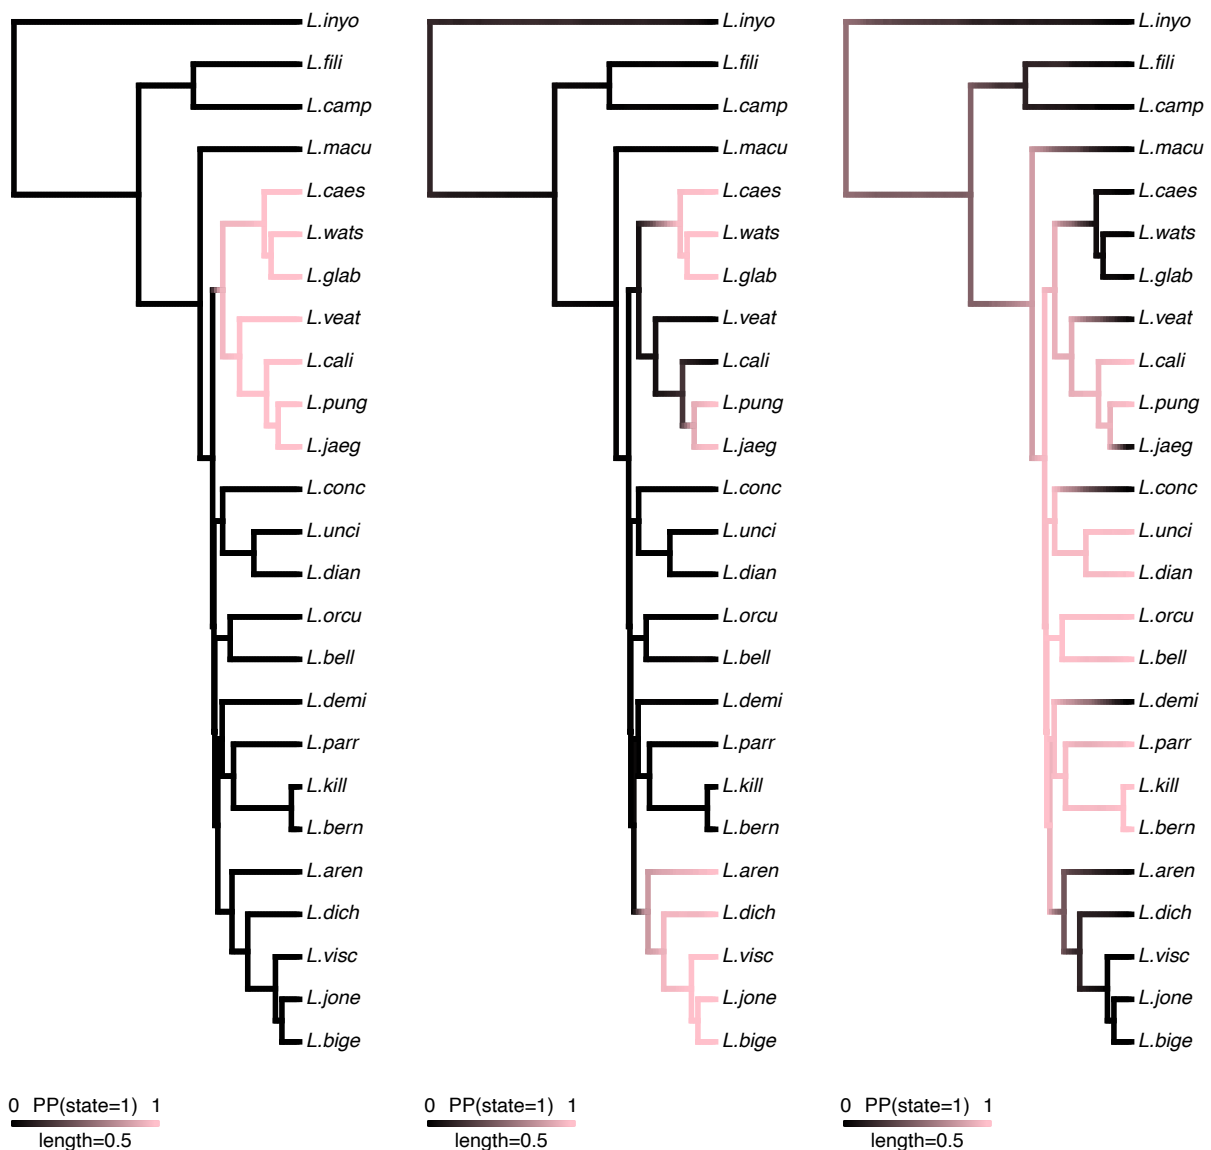 L.inyo
L.fili
L.camp
L.macu
L.caes
L.wats
L.glab
L.veat
L.cali
L.pung
L.jaeg
L.conc
L.unci
L.dian
L.orcu
L.bell
L.demi
L.parr
L.kill
L.bern
L.aren
L.dich
L.visc
L.jone
L.bige
0 PP(state=1) 1
length=0.5
L.inyo
L.fili
L.camp
L.macu
L.caes
L.wats
L.glab
L.veat
L.cali
L.pung
L.jaeg
L.conc
L.unci
L.dian
L.orcu
L.bell
L.demi
L.parr
L.kill
L.bern
L.aren
L.dich
L.visc
L.jone
L.bige
0 PP(state=1) 1
length=0.5
L.inyo
L.fili
L.camp
L.macu
L.caes
L.wats
L.glab
L.veat
L.cali
L.pung
L.jaeg
L.conc
L.unci
L.dian
L.orcu
L.bell
L.demi
L.parr
L.kill
L.bern
L.aren
L.dich
L.visc
L.jone
L.bige
0 PP(state=1) 1
length=0.5